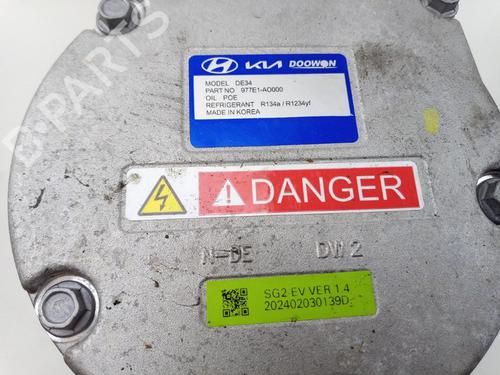 HYUNDAI KIA DOOWON
MODEL DE34
PART NO 977E1-AO000
OIL POE
REFRIGERANT R134a / R1234yf
MADE IN KOREA
DANGER
N-DE DW 2
SG2 EV VER 1.4
202402030139D
PARTS